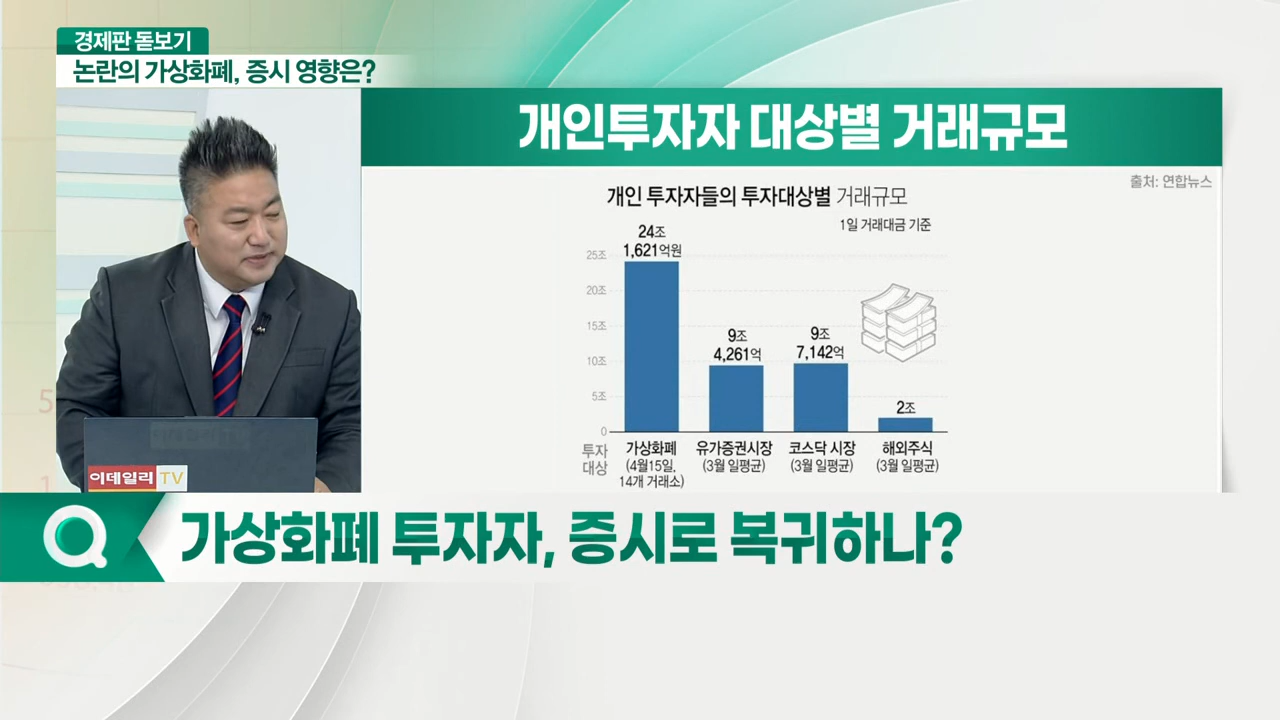 경제판 돋보기
논란의 가상화폐, 증시 영향은?
개인투자자 대상별 거래규모
출처: 연합뉴스
개인 투자자들의 투자대상별 거래규모
1일 거래대금 기준
24조
1,621억원
25조
20조
15조
10조
5조
0
9조
4,261억
9조
7,142억
2조
투자
대상
가상화폐
(4월15일,
14개 거래소)
유가증권시장
(3월 일평균)
코스닥 시장
(3월 일평균)
해외주식
(3월 일평균)
이데일리 TV
가상화폐 투자자, 증시로 복귀하나?